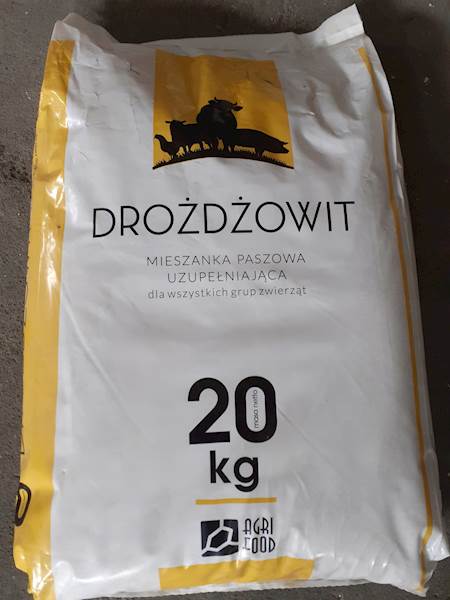 DROŻDŻOWIT
MIESZANKA PASZOWA
UZUPEŁNIAJĄCA
dla wszystkich grup zwierząt
20
masa netto
kg
AGRI
FOOD